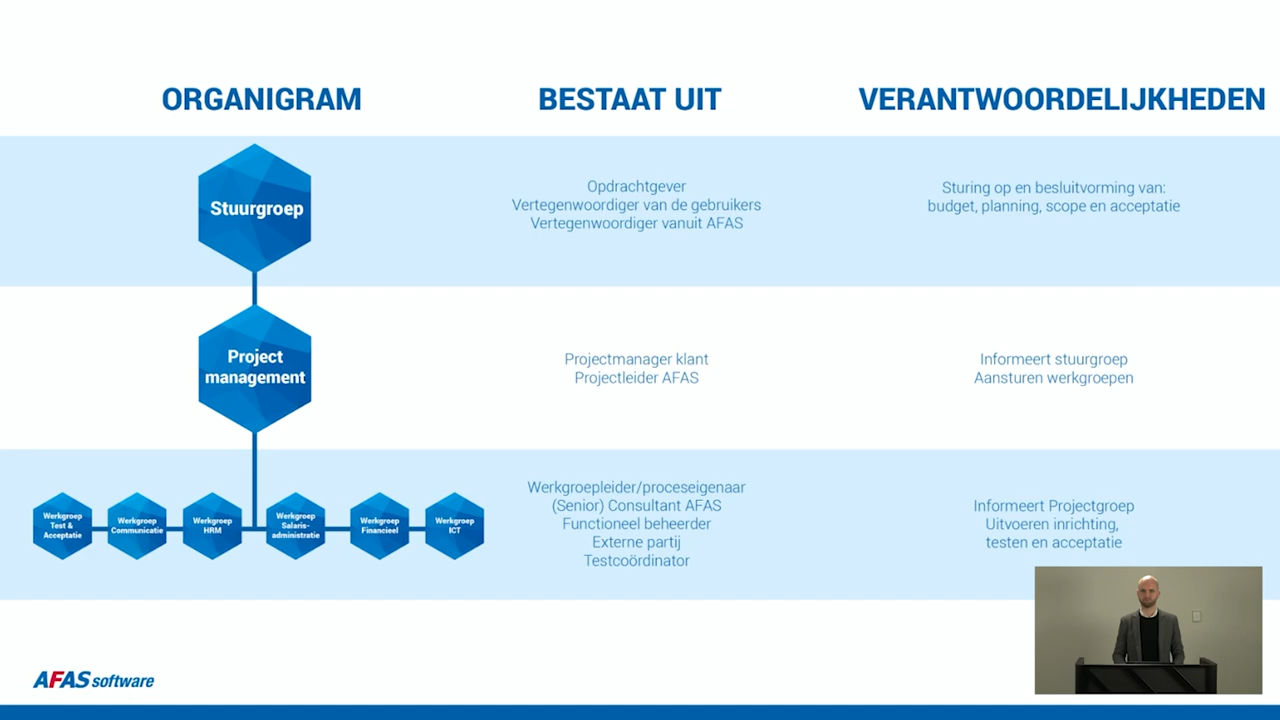 ORGANIGRAM
BESTAAT UIT
VERANTWOORDELIJKHEDEN
Stuurgroep
Opdrachtgever
Vertegenwoordiger van de gebruikers
Vertegenwoordiger vanuit AFAS
Sturing op en besluitvorming van:
budget, planning, scope en acceptatie
Project
management
Projectmanager klant
Projectleider AFAS
Informeert stuurgroep
Aansturen werkgroepen
Werkgroep
Test &
Acceptatie
Werkgroep
Communicatie
Werkgroep
HRM
Werkgroep
Salaris-
administratie
Werkgroep
Financieel
Werkgroep
ICT
Werkgroepleider/proceseigenaar
(Senior) Consultant AFAS
Functioneel beheerder
Externe partij
Testcoördinator
Informeert Projectgroep
Uitvoeren inrichting,
testen en acceptatie
AFAS software